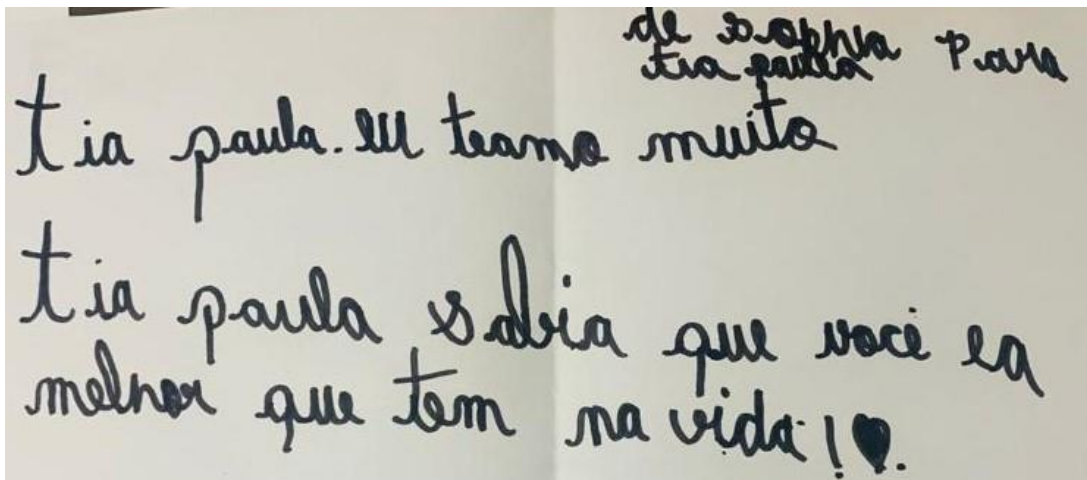 de sophia para
tia paula
tia paula. eu teamo muito
tia paula sabia que você ea
melhor que tem na vida!♥.